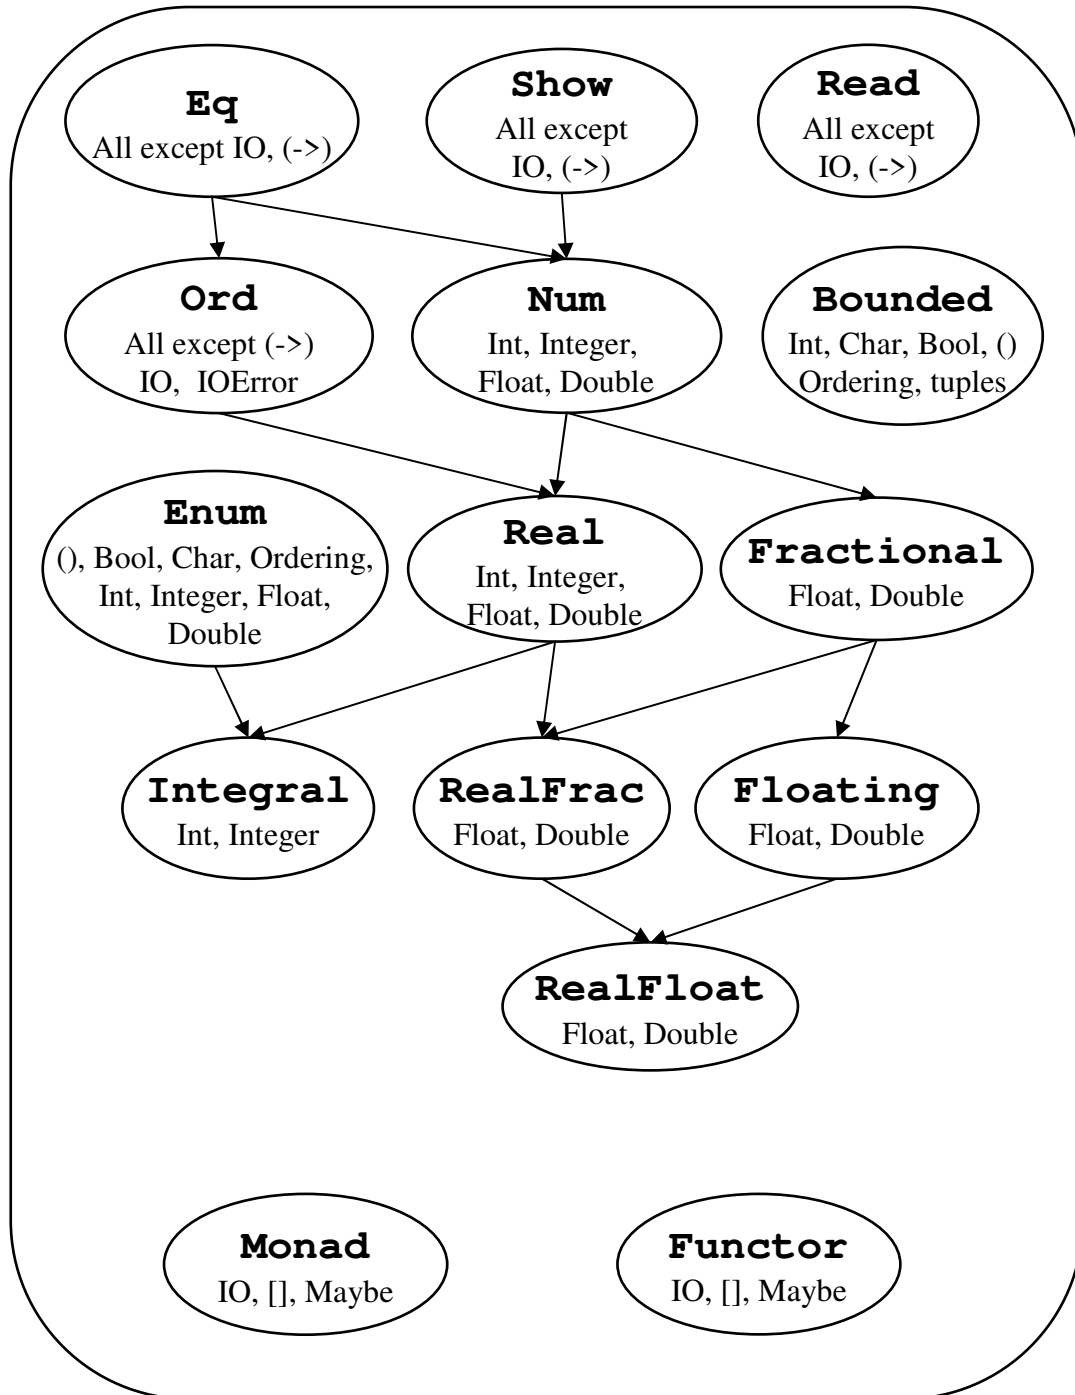 Eq
All except IO, (->)
Show
All except
IO, (->)
Read
All except
IO, (->)
Ord
All except (->)
IO, IOError
Num
Int, Integer,
Float, Double
Bounded
Int, Char, Bool, ()
Ordering, tuples
Enum
(), Bool, Char, Ordering,
Int, Integer, Float,
Double
Real
Int, Integer,
Float, Double
Fractional
Float, Double
Integral
Int, Integer
RealFrac
Float, Double
Floating
Float, Double
RealFloat
Float, Double
Monad
IO, [], Maybe
Functor
IO, [], Maybe